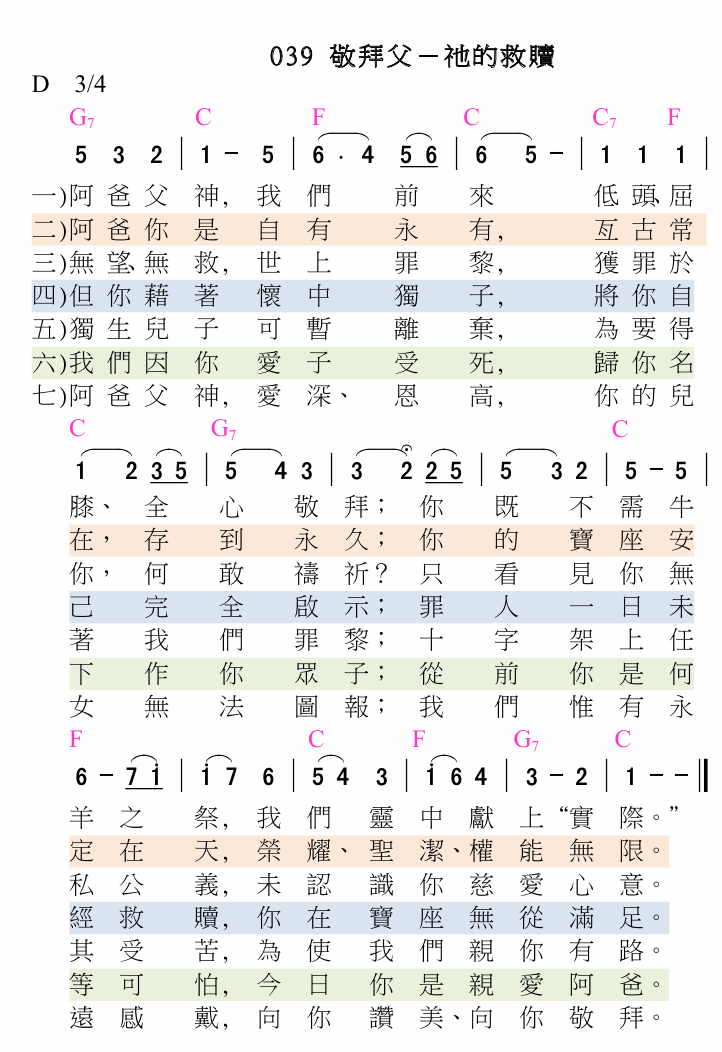 039 敬拜父－祂的救贖
D 3/4
G7 C F C C7 F
5 3 2 | 1 - 5 | 6 . 4 5 6 | 6 5 - | 1 1 1 |
一)阿爸父神，我們前來低頭、屈
二)阿爸你是自有永有，亙古常
三)無望、無救，世上罪黎，獲罪於
四)但你藉著懷中獨子，將你自
五)獨生兒子可暫離棄，為要得
六)我們因你愛子受死，歸你名
七)阿爸父神，愛深、恩高，你的兒
C G7 C
1 2 3 5 | 5 4 3 | 3 2 2 5 | 5 3 2 | 5 - 5 |
膝、全心敬拜；你既不需牛
在，存到永久；你的寶座安
你，何敢禱祈？只看見你無
己完全啟示；罪人一日未
著我們罪黎；十字架上任
下作你眾子；從前你是何
女無法圖報；我們惟有永
F C F G7 C
6 - 7 i | i 7 6 | 5 4 3 | i 6 4 | 3 - 2 | 1 - - ‖
羊之祭，我們靈中獻上“實際。”
定在天，榮耀、聖潔、權能無限。
私公義，未認識你慈愛心意。
經救贖，你在寶座無從滿足。
其受苦，為使我們親你有路。
等可怕，今日你是親愛阿爸。
遠感戴，向你讚美、向你敬拜。